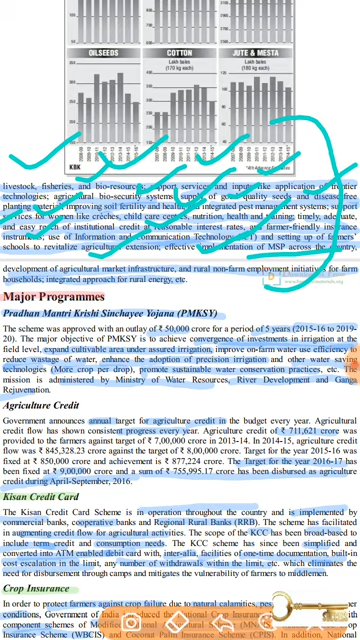 OILSEEDS
COTTON
JUTE & MESTA
Lakh tales
Lakh tales
(170 kg each)
Lakh tales
(180 kg each)
KBK
livestock, fisheries, and bio-resources; support services and inputs like application of frontier
technologies; agricultural bio-security systems; supply of good quality seeds and disease-free
planting material, improving soil fertility and health, and integrated pest management systems; support
services for women like crèches, child care centres, nutrition, health and training; timely, adequate,
and easy reach of institutional credit at reasonable interest rates, and farmer-friendly insurance
instruments; use of Information and Communication Technology (ICT) and setting up of farmers'
schools to revitalize agricultural extension; effective implementation of MSP across the country,
development of agricultural market infrastructure, and rural non-farm employment initiatives for farm
households; integrated approach for rural energy, etc.
Major Programmes
Pradhan Mantri Krishi Sinchayee Yojana (PMKSY)
The scheme was approved with an outlay of ₹ 50,000 crore for a period of 5 years (2015-16 to 2019-
20). The major objective of PMKSY is to achieve convergence of investments in irrigation at the
field level, expand cultivable area under assured irrigation, improve on-farm water use efficiency to
reduce wastage of water, enhance the adoption of precision irrigation and other water saving
technologies (More crop per drop), promote sustainable water conservation practices, etc. The
mission is administered by Ministry of Water Resources, River Development and Ganga
Rejuvenation.
Agriculture Credit
Government announces annual target for agriculture credit in the budget every year. Agricultural
credit flow has shown consistent progress every year. Agriculture credit of ₹ 711,621 crore was
provided to the farmers against target of ₹ 7,00,000 crore in 2013-14. In 2014-15, agriculture credit
flow was ₹ 845,328.23 crore against the target of ₹ 8,00,000 crore. Target for the year 2015-16 was
fixed at ₹ 850,000 crore and achievement is ₹ 877,224 crore. The Target for the year 2016-17 has
been fixed at ₹ 9,00,000 crore and a sum of ₹ 755,995.17 crore has been disbursed as agriculture
credit during April-September, 2016.
Kisan Credit Card
The Kisan Credit Card Scheme is in operation throughout the country and is implemented by
commercial banks, cooperative banks and Regional Rural Banks (RRB). The scheme has facilitated
in augmenting credit flow for agricultural activities. The scope of the KCC has been broad-based to
include term credit and consumption needs. The KCC scheme has since been simplified and
converted into ATM enabled debit card with, inter-alia, facilities of one-time documentation, built-in
cost escalation in the limit, any number of withdrawals within the limit, etc. which eliminates the
need for disbursement through camps and mitigates the vulnerability of farmers to middlemen.
Crop Insurance
In order to protect farmers against crop failure due to natural calamities,
conditions, Government of India introduced the National Crop Insurance with
component schemes of Modified National
Insurance Scheme (WBCIS) and Coconut Palm Insurance Scheme (CPIS). In addition, National